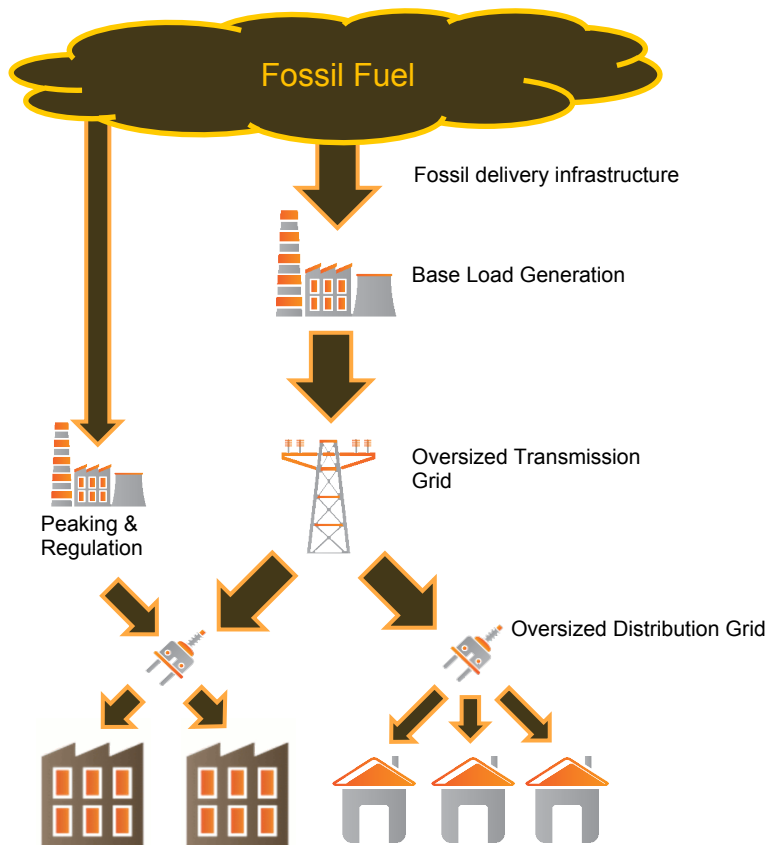 Fossil Fuel
Fossil delivery infrastructure
Base Load Generation
Oversized Transmission
Grid
Peaking &
Regulation
Oversized Distribution Grid